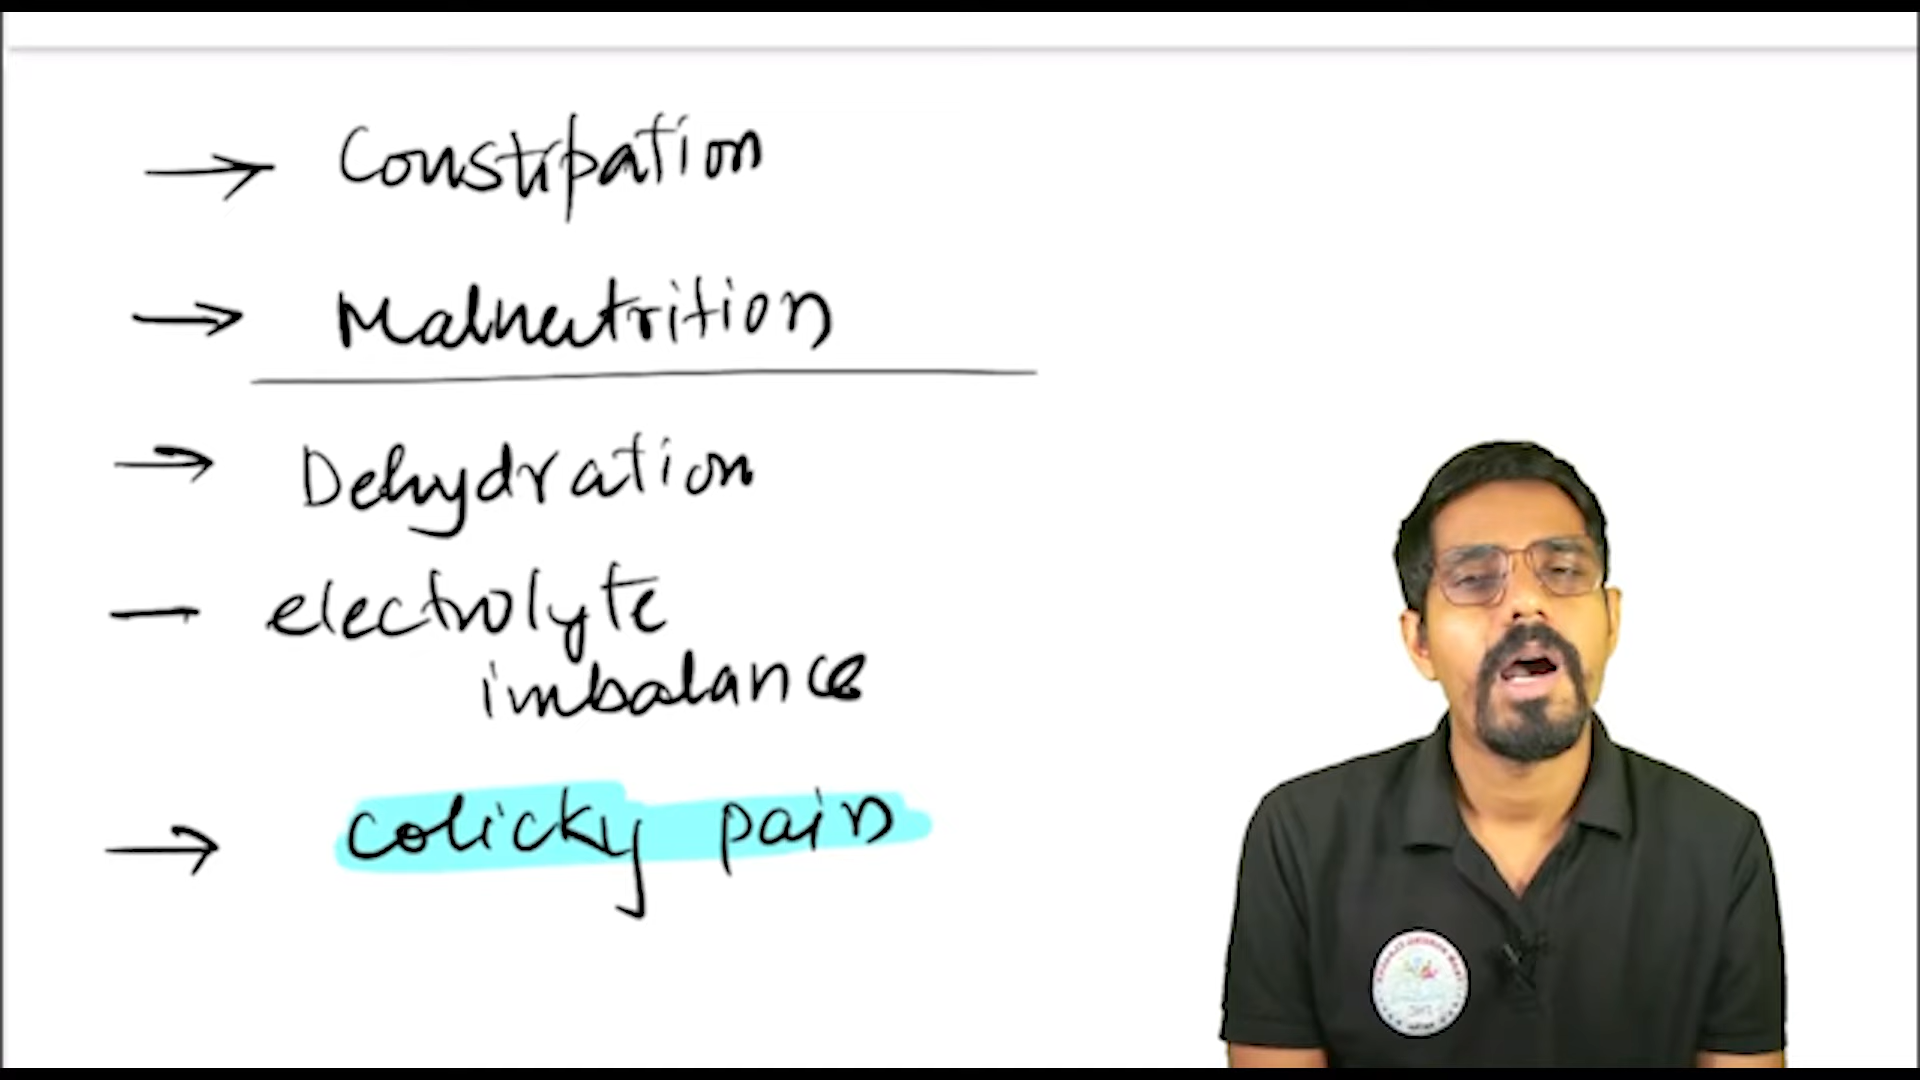 → Constipation
→ Malnutrition
→ Dehydration
— electrolyte
imbalance
→ colicky pain